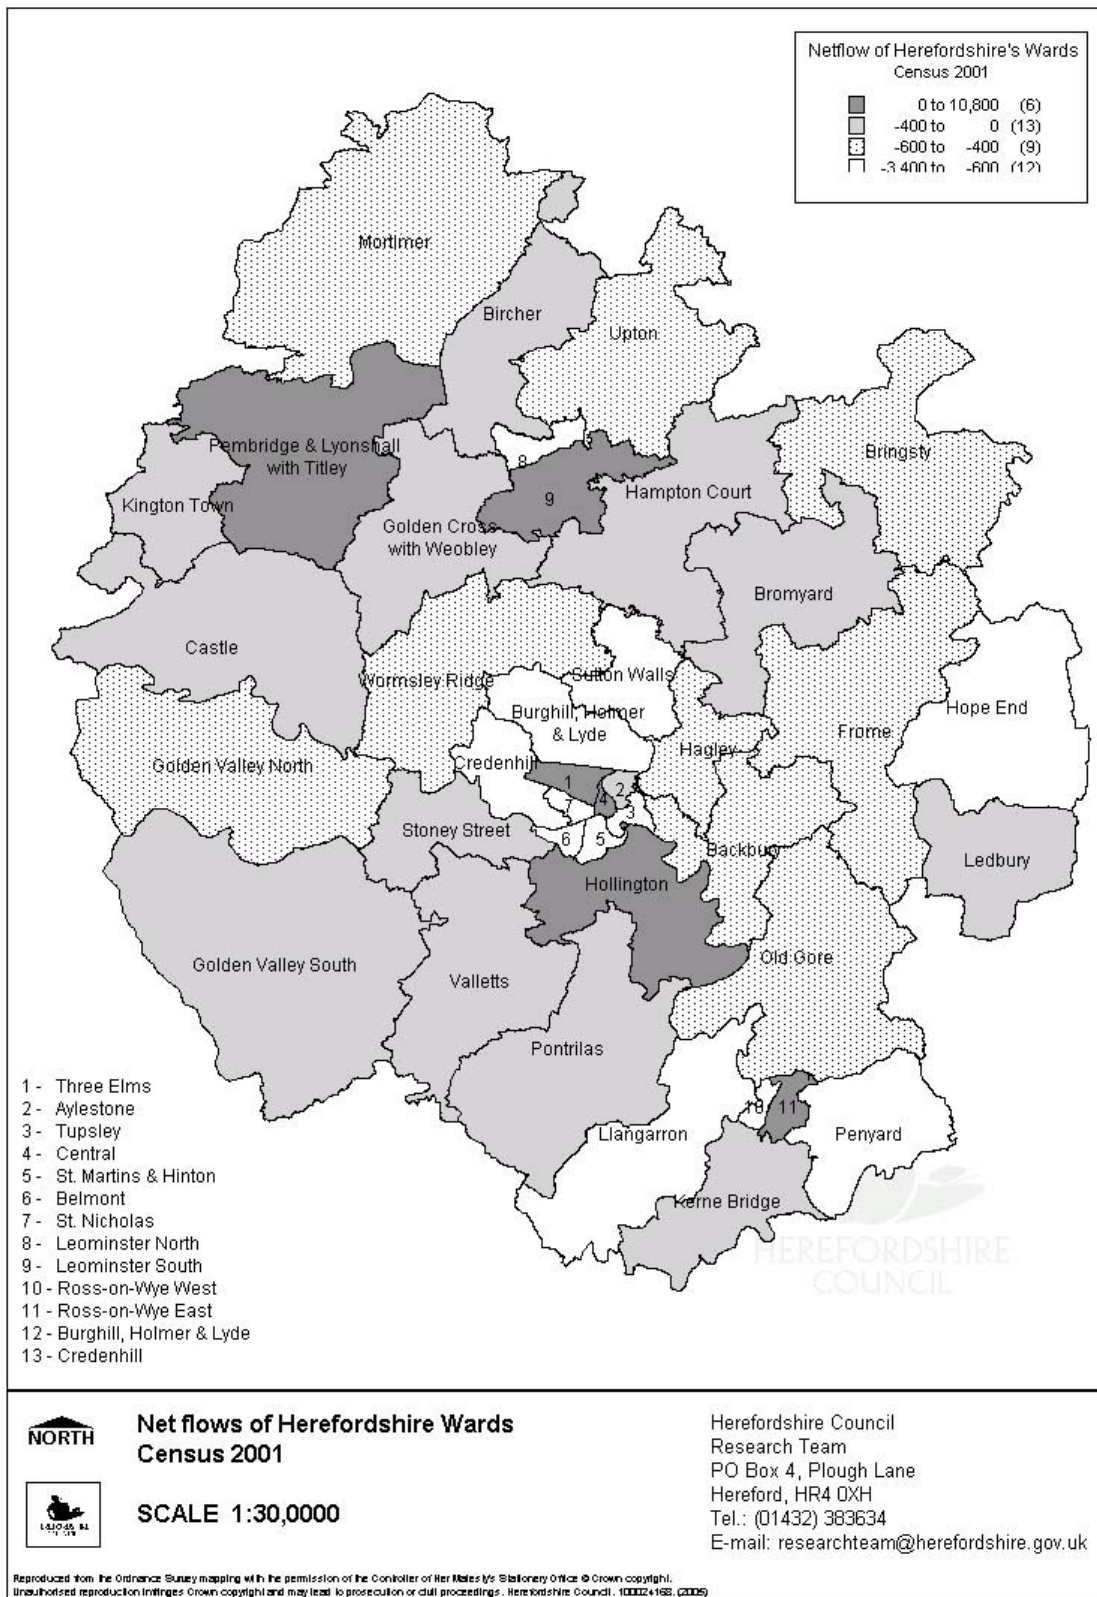 Netflow of Herefordshire's Wards
Census 2001
0 to 10,800 (6)
-400 to 0 (13)
-600 to -400 (9)
-3,400 to -600 (12)
Mortimer
Bircher
Upton
Pembridge & Lyonshall
with Titley
Bringsty
8
Kington Town
9
Hampton Court
Golden Cross
with Weobley
Bromyard
Castle
Wormsley Ridge
Sutton Walls
Burghill, Holmer
& Lyde
Hope End
Frome
Hagley
Golden Valley North
Credenhill
1
2
4
7
3
Stoney Street
6
5
Backbury
Ledbury
Hollington
Golden Valley South
Valletts
Old Gore
Pontrilas
10
11
Llangarron
Penyard
Kerne Bridge
HEREFORDSHIRE
COUNCIL
1 - Three Elms
2 - Aylestone
3 - Tupsley
4 - Central
5 - St. Martins & Hinton
6 - Belmont
7 - St. Nicholas
8 - Leominster North
9 - Leominster South
10 - Ross-on-Wye West
11 - Ross-on-Wye East
12 - Burghill, Holmer & Lyde
13 - Credenhill
NORTH
Net flows of Herefordshire Wards
Census 2001
SCALE 1:30,0000
Herefordshire Council
Research Team
PO Box 4, Plough Lane
Hereford, HR4 0XH
Tel.: (01432) 383634
E-mail: researchteam@herefordshire.gov.uk
Reproduced from the Ordnance Survey mapping with the permission of the Controller of Her Majesty's Stationery Office © Crown copyright.
Unauthorised reproduction infringes Crown copyright and may lead to prosecution or civil proceedings. Herefordshire Council. 100024168. (2005)